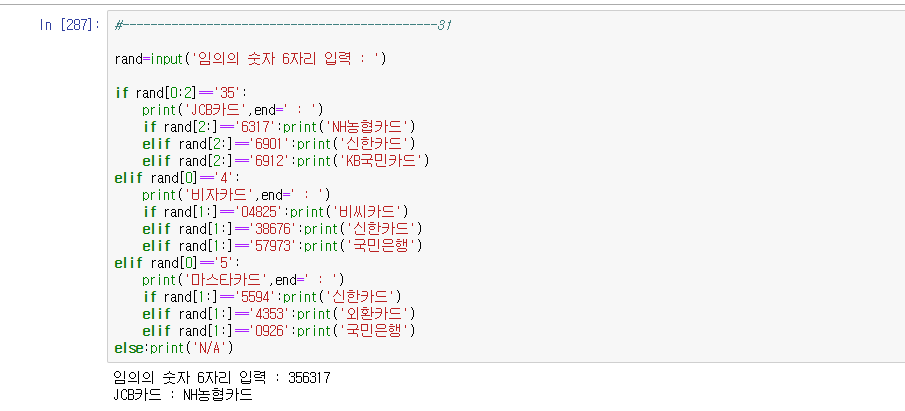 In [287]:
#---------------------------------------------31
rand=input('임의의 숫자 6자리 입력 : ')
if rand[0:2]=='35':
    print('JCB카드',end=' : ')
    if rand[2:]=='6317':print('NH농협카드')
    elif rand[2:]=='6901':print('신한카드')
    elif rand[2:]=='6912':print('KB국민카드')
elif rand[0]=='4':
    print('비자카드',end=' : ')
    if rand[1:]=='04825':print('비씨카드')
    elif rand[1:]=='38676':print('신한카드')
    elif rand[1:]=='57973':print('국민은행')
elif rand[0]=='5':
    print('마스타카드',end=' : ')
    if rand[1:]=='5594':print('신한카드')
    elif rand[1:]=='4353':print('외환카드')
    elif rand[1:]=='0926':print('국민은행')
else:print('N/A')
임의의 숫자 6자리 입력 : 356317
JCB카드 : NH농협카드